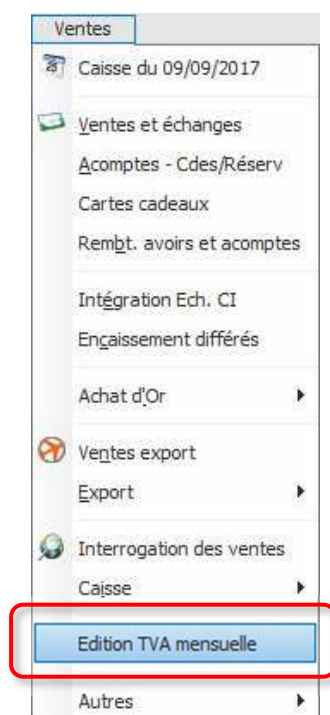 Ventes
Caisse du 09/09/2017
Ventes et échanges
Acomptes - Cdes/Réserv
Cartes cadeaux
Rembt. avoirs et acomptes
Intégration Ech. CI
Encaissement différés
Achat d'Or
Ventes export
Export
Interrogation des ventes
Caisse
Edition TVA mensuelle
Autres